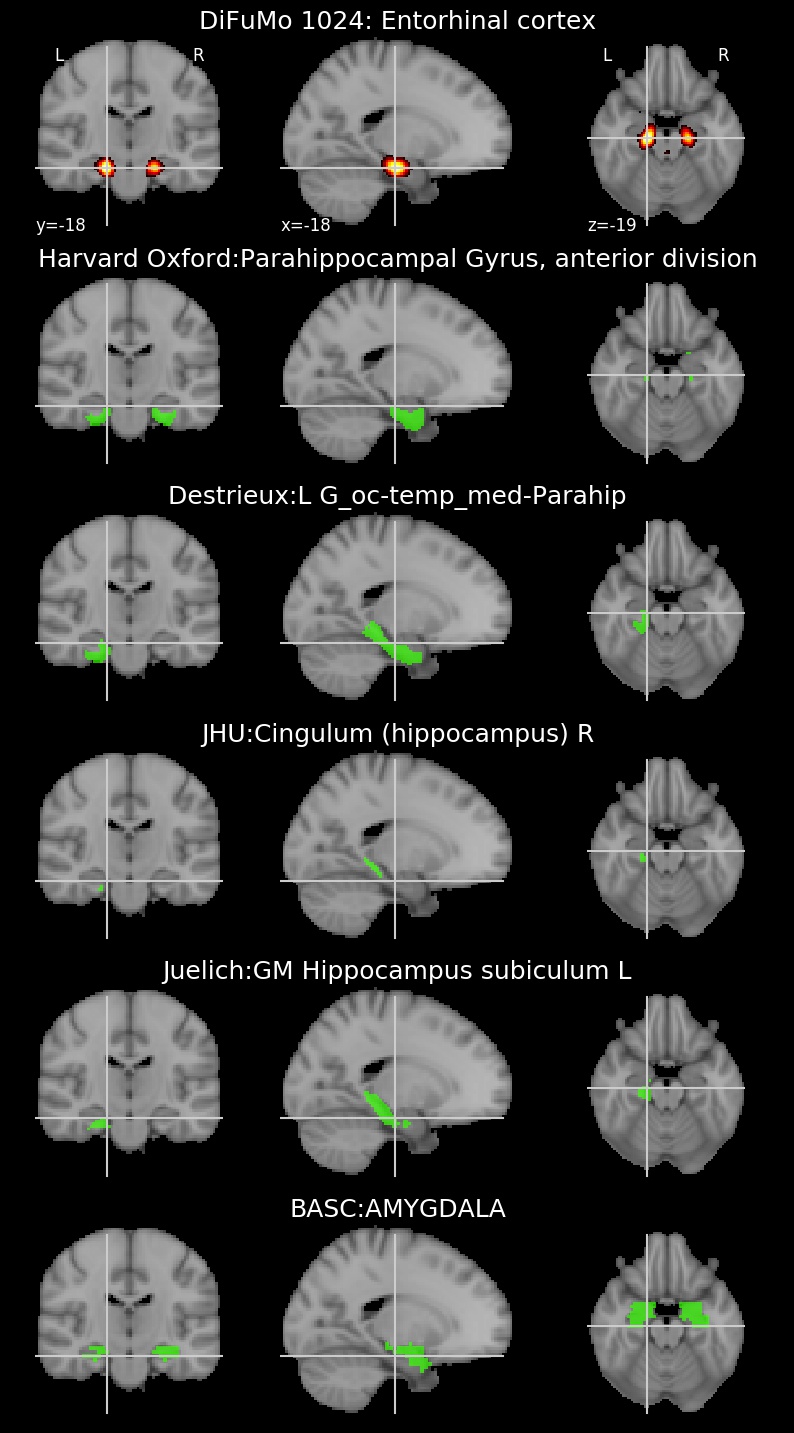 DiFuMo 1024: Entorhinal cortex
L R L R
y=-18 x=-18 z=-19
Harvard Oxford:Parahippocampal Gyrus, anterior division
Destrieux:L G_oc-temp_med-Parahip
JHU:Cingulum (hippocampus) R
Juelich:GM Hippocampus subiculum L
BASC:AMYGDALA